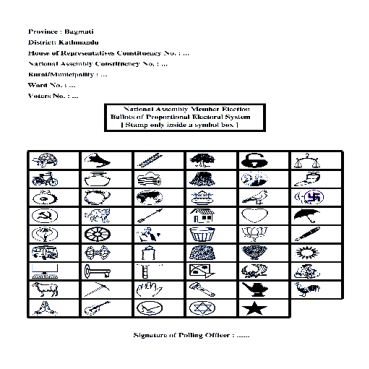 Province : Bagmati
District: Kathmandu
House of Representatives Constituency No. : ...
National Assembly Constituency No. : ...
Rural/Municipality : ...
Word No. : ...
Voters No. : ...
National Assembly Member Election
Ballots of Proportional Electoral System
[ Stamp only inside a symbol box ]
Signature of Polling Officer : ......